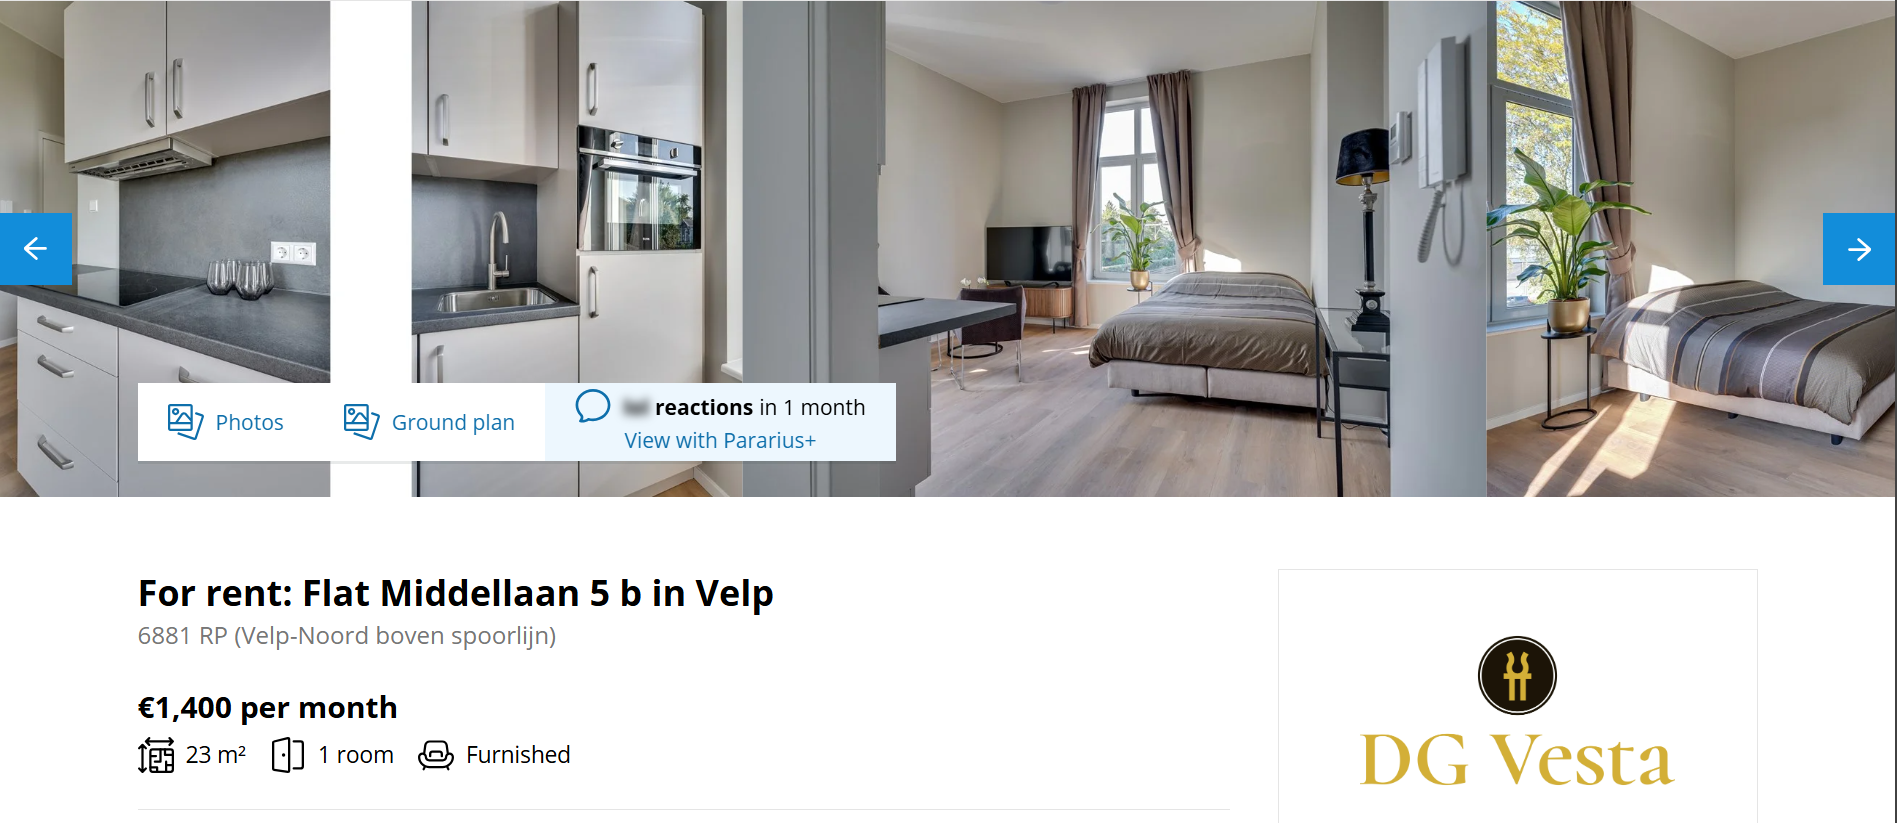 Photos
Ground plan
reactions in 1 month
View with Pararius+
For rent: Flat Middellaan 5 b in Velp
6881 RP (Velp-Noord boven spoorlijn)
€1,400 per month
23 m²
1 room
Furnished
DG Vesta